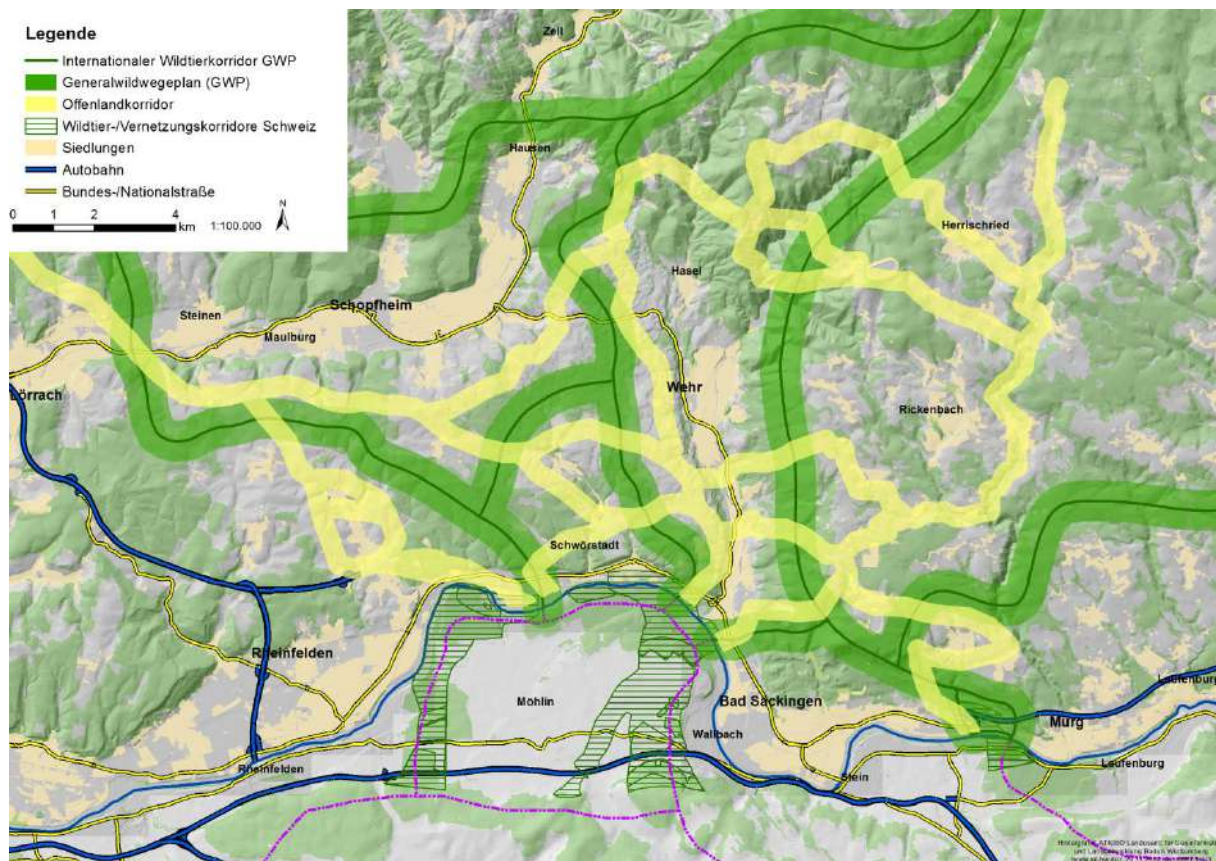 Legende
Internationaler Wildtierkorridor GWP
Generalwildwegeplan (GWP)
Offenlandkorridor
Wildtier-/Vernetzungskorridore Schweiz
Siedlungen
Autobahn
Bundes-/Nationalstraße
0 1 2 4
km
1:100.000
N
Zell
Hausen
Herrischried
Hasel
Schopfheim
Steinen
Maulburg
Lörrach
Wehr
Rickenbach
Schwörstadt
Rheinfelden
Möhlin
Bad Säckingen
Wallbach
Laufenburg
Murg
Rheinfelden
Stein
Laufenburg